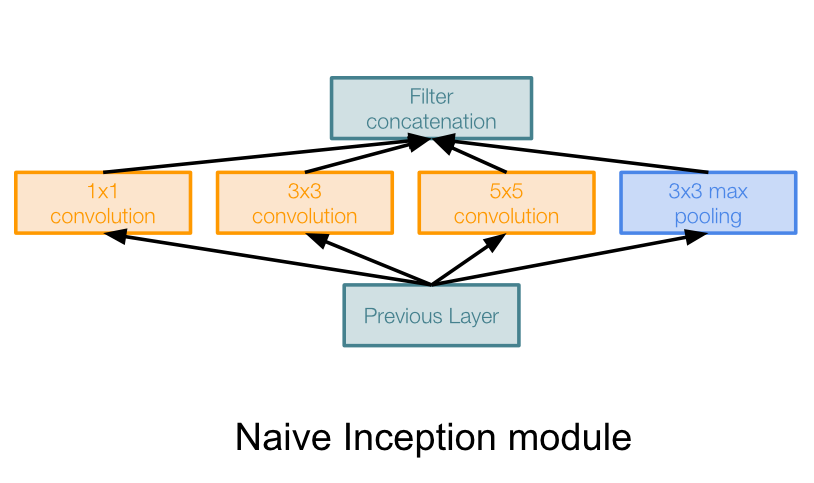 Filter
concatenation
1x1
convolution
3x3
convolution
5x5
convolution
3x3 max
pooling
Previous Layer
Naive Inception module